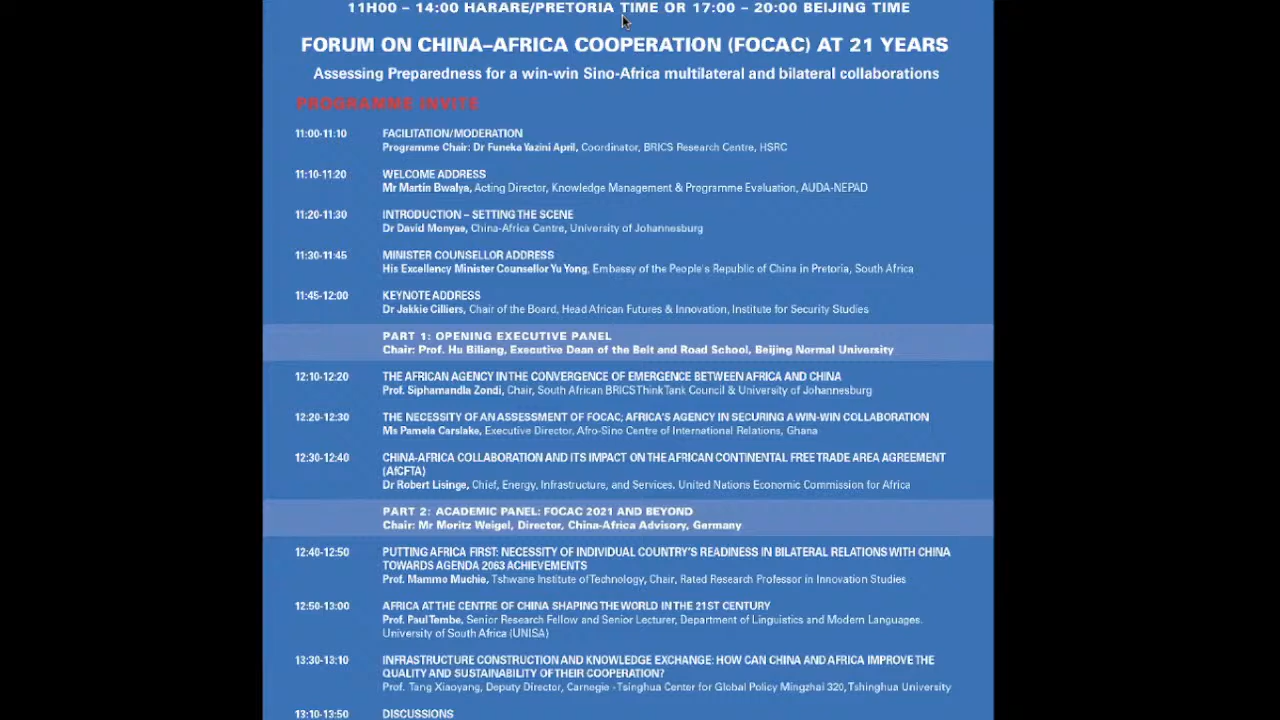 11H00 – 14:00 HARARE/PRETORIA TIME OR 17:00 – 20:00 BEIJING TIME
FORUM ON CHINA–AFRICA COOPERATION (FOCAC) AT 21 YEARS
Assessing Preparedness for a win-win Sino-Africa multilateral and bilateral collaborations
PROGRAMME INVITE
11:00-11:10 FACILITATION/MODERATION
Programme Chair: Dr Funeka Yazini April, Coordinator, BRICS Research Centre, HSRC
11:10-11:20 WELCOME ADDRESS
Mr Martin Bwalya, Acting Director, Knowledge Management & Programme Evaluation, AUDA-NEPAD
11:20-11:30 INTRODUCTION – SETTING THE SCENE
Dr David Monyae, China-Africa Centre, University of Johannesburg
11:30-11:45 MINISTER COUNSELLOR ADDRESS
His Excellency Minister Counsellor Yu Yong, Embassy of the People's Republic of China in Pretoria, South Africa
11:45-12:00 KEYNOTE ADDRESS
Dr Jakkie Cilliers, Chair of the Board, Head African Futures & Innovation, Institute for Security Studies
PART 1: OPENING EXECUTIVE PANEL
Chair: Prof. Hu Biliang, Executive Dean of the Belt and Road School, Beijing Normal University
12:10-12:20 THE AFRICAN AGENCY IN THE CONVERGENCE OF EMERGENCE BETWEEN AFRICA AND CHINA
Prof. Siphamandla Zondi, Chair, South African BRICS Think Tank Council & University of Johannesburg
12:20-12:30 THE NECESSITY OF AN ASSESSMENT OF FOCAC; AFRICA'S AGENCY IN SECURING A WIN-WIN COLLABORATION
Ms Pamela Carslake, Executive Director, Afro-Sino Centre of International Relations, Ghana
12:30-12:40 CHINA-AFRICA COLLABORATION AND ITS IMPACT ON THE AFRICAN CONTINENTAL FREE TRADE AREA AGREEMENT
(AfCFTA)
Dr Robert Lisinge, Chief, Energy, Infrastructure, and Services. United Nations Economic Commission for Africa
PART 2: ACADEMIC PANEL: FOCAC 2021 AND BEYOND
Chair: Mr Moritz Weigel, Director, China-Africa Advisory, Germany
12:40-12:50 PUTTING AFRICA FIRST: NECESSITY OF INDIVIDUAL COUNTRY'S READINESS IN BILATERAL RELATIONS WITH CHINA
TOWARDS AGENDA 2063 ACHIEVEMENTS
Prof. Mammo Muchie, Tshwane Institute of Technology, Chair, Rated Research Professor in Innovation Studies
12:50-13:00 AFRICA AT THE CENTRE OF CHINA SHAPING THE WORLD IN THE 21ST CENTURY
Prof. Paul Tembe, Senior Research Fellow and Senior Lecturer, Department of Linguistics and Modern Languages.
University of South Africa (UNISA)
13:30-13:10 INFRASTRUCTURE CONSTRUCTION AND KNOWLEDGE EXCHANGE: HOW CAN CHINA AND AFRICA IMPROVE THE
QUALITY AND SUSTAINABILITY OF THEIR COOPERATION?
Prof. Tang Xiaoyang, Deputy Director, Carnegie -Tsinghua Center for Global Policy Mingzhai 320, Tshinghua University
13:10-13:50 DISCUSSIONS